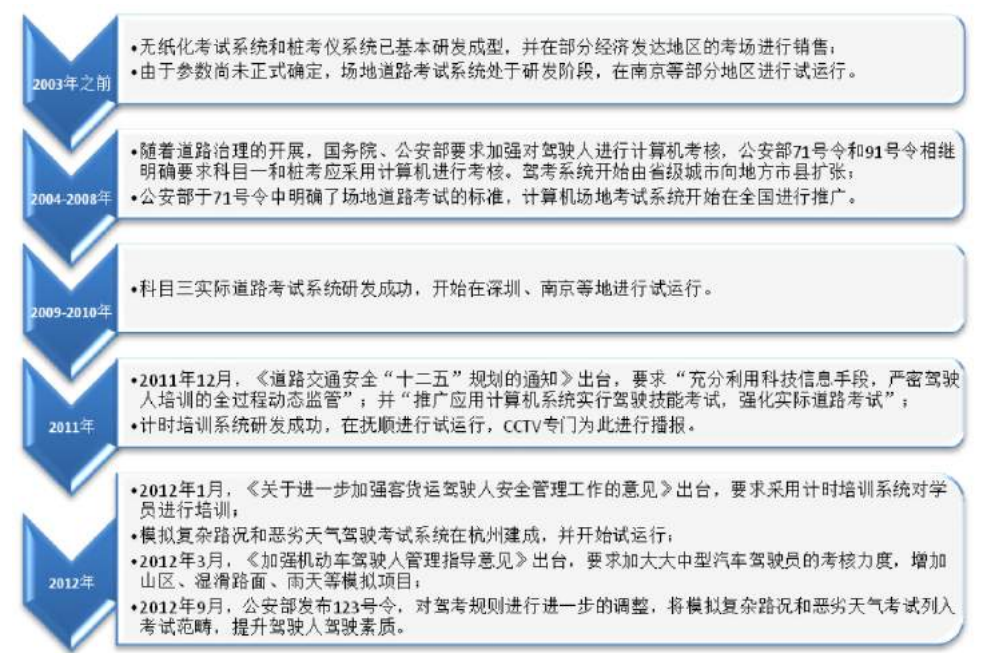 2003年之前
•无纸化考试系统和桩考仪系统已基本研发成型，并在部分经济发达地区的考场进行销售；
•由于参数尚未正式确定，场地道路考试系统处于研发阶段，在南京等部分地区进行试运行。
2004-2008年
•随着道路治理的开展，国务院、公安部要求加强对驾驶人进行计算机考核，公安部71号令和91号令相继
明确要求科目一和桩考应采用计算机进行考核。驾考系统开始由省级城市向地方市县扩张；
•公安部于71号令中明确了场地道路考试的标准，计算机场地考试系统开始在全国进行推广。
2009-2010年
•科目三实际道路考试系统研发成功，开始在深圳、南京等地进行试运行。
2011年
•2011年12月，《道路交通安全“十二五”规划的通知》出台，要求“充分利用科技信息手段，严密驾驶
人培训的全过程动态监管”；并“推广应用计算机系统实行驾驶技能考试，强化实际道路考试”；
•计时培训系统研发成功，在抚顺进行试运行，CCTV专门为此进行播报。
2012年
•2012年1月，《关于进一步加强客货运驾驶人安全管理工作的意见》出台，要求采用计时培训系统对学
员进行培训；
•模拟复杂路况和恶劣天气驾驶考试系统在杭州建成，并开始试运行；
•2012年3月，《加强机动车驾驶人管理指导意见》出台，要求加大大中型汽车驾驶员的考核力度，增加
山区、湿滑路面、雨天等模拟项目；
•2012年9月，公安部发布123号令，对驾考规则进行进一步的调整，将模拟复杂路况和恶劣天气考试列入
考试范畴，提升驾驶人驾驶素质。